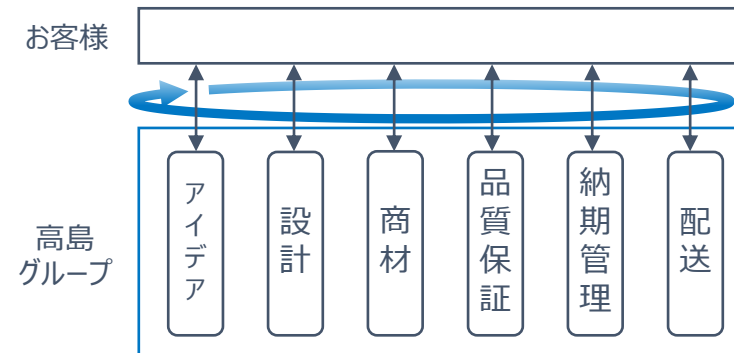 お客様
高島
グループ
アイデア
設計
商材
品質保証
納期管理
配送